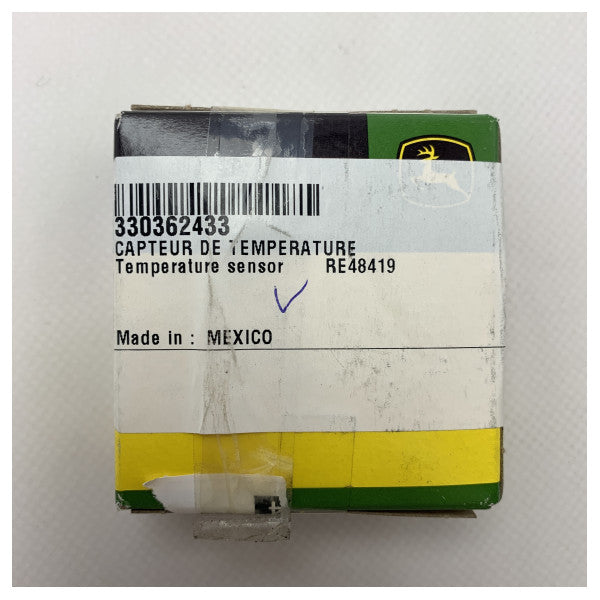 330362433
CAPTEUR DE TEMPERATURE
Temperature sensor RE48419
Made in : MEXICO